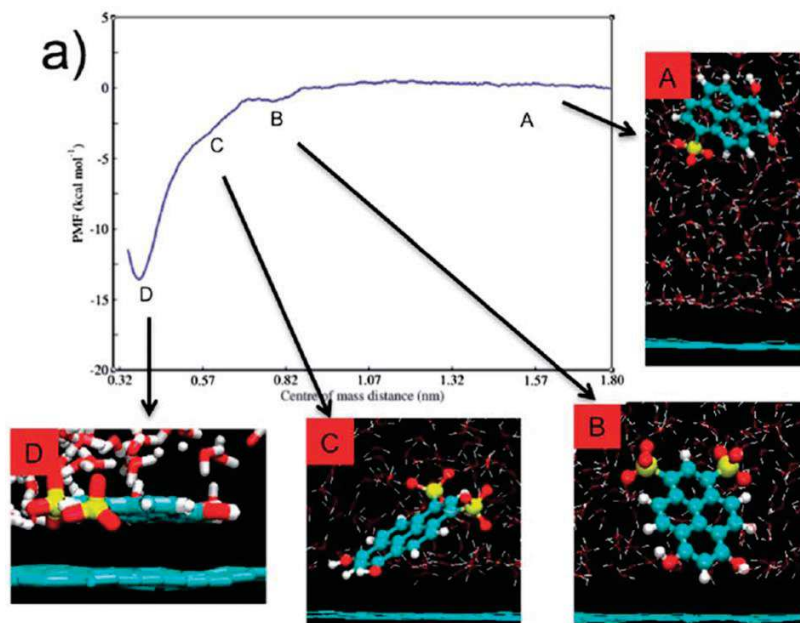 a)
PMF (kcal mol⁻¹)
5
0
-5
-10
-15
-20
0.32 0.57 0.82 1.07 1.32 1.57 1.80
Centre of mass distance (nm)
A
B
C
D
A
B
C
D